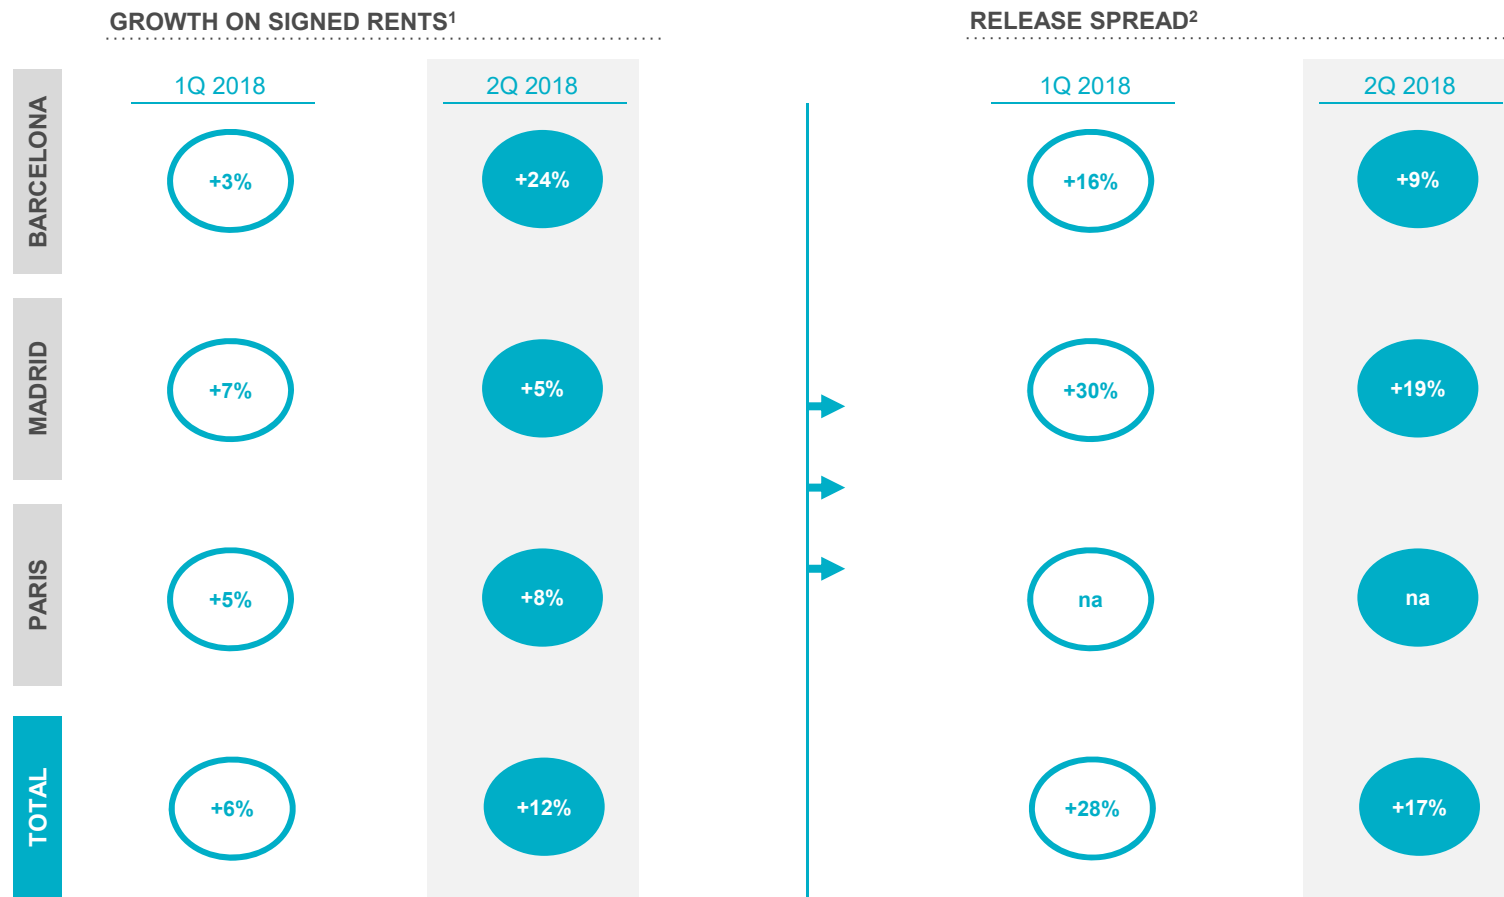 GROWTH ON SIGNED RENTS¹
RELEASE SPREAD²
1Q 2018
2Q 2018
1Q 2018
2Q 2018
BARCELONA
+3%
+24%
+16%
+9%
MADRID
+7%
+5%
+30%
+19%
PARIS
+5%
+8%
na
na
TOTAL
+6%
+12%
+28%
+17%